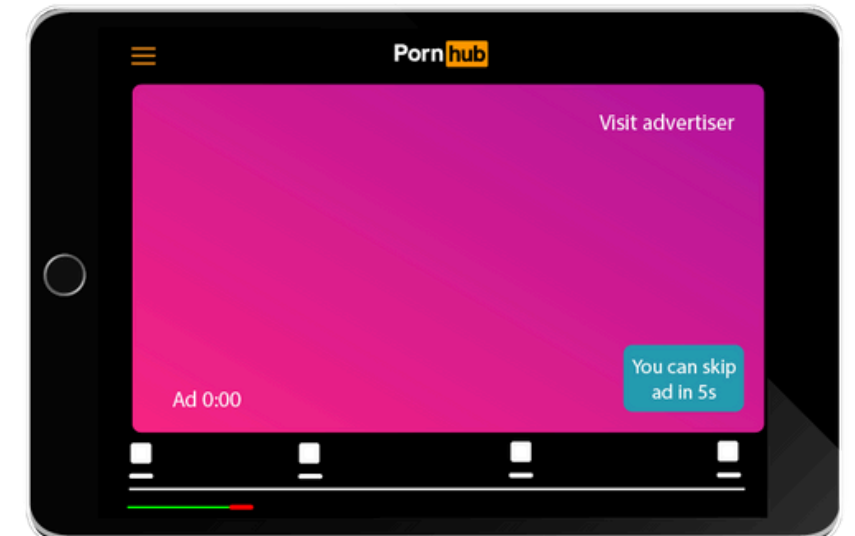 Pornhub
Visit advertiser
You can skip
ad in 5s
Ad 0:00